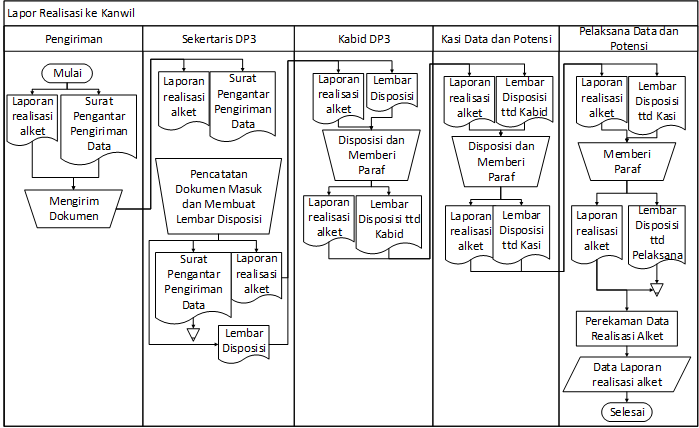 Lapor Realisasi ke Kanwil
Pengiriman
Sekertaris DP3
Kabid DP3
Kasi Data dan Potensi
Pelaksana Data dan
Potensi
Mulai
Laporan
realisasi
alket
Surat
Pengantar
Pengiriman
Data
Mengirim
Dokumen
Laporan
realisasi
alket
Surat
Pengantar
Pengiriman
Data
Pencatatan
Dokumen Masuk
dan Membuat
Lembar Disposisi
Surat
Pengantar
Pengiriman
Data
Laporan
realisasi
alket
Lembar
Disposisi
Laporan
realisasi
alket
Lembar
Disposisi
Disposisi dan
Memberi
Paraf
Laporan
realisasi
alket
Lembar
Disposisi ttd
Kabid
Laporan
realisasi
alket
Lembar
Disposisi
ttd Kabid
Disposisi dan
Memberi
Paraf
Laporan
realisasi
alket
Lembar
Disposisi
ttd Kasi
Laporan
realisasi
alket
Lembar
Disposisi
ttd Kasi
Memberi
Paraf
Laporan
realisasi
alket
Lembar
Disposisi
ttd
Pelaksana
Perekaman Data
Realisasi Alket
Data Laporan
realisasi alket
Selesai